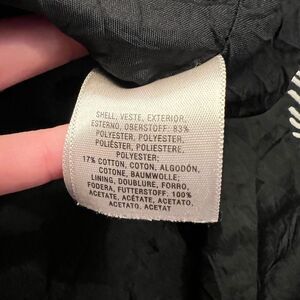 SHELL, VESTE, EXTERIOR,
ESTERNO, OBERSTOFF: 83%
POLYESTER, POLYESTER,
POLIÉSTER, POLIESTERE,
POLYESTER;
17% COTTON, COTON, ALGODÓN,
COTONE, BAUMWOLLE;
LINING, DOUBLURE, FORRO,
FODERA, FUTTERSTOFF: 100%
ACETATE, ACÉTATE, ACETATO,
ACETATO, ACETAT